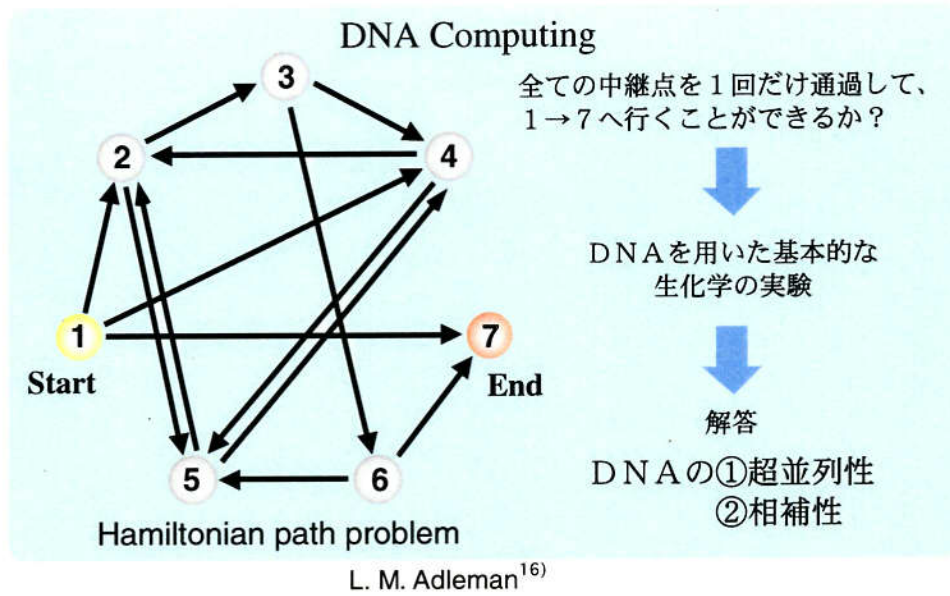 DNA Computing
全ての中継点を1回だけ通過して、
1→7へ行くことができるか？
3
2
4
1
7
Start
End
5
6
DNAを用いた基本的な
生化学の実験
解答
DNAの①超並列性
②相補性
Hamiltonian path problem
L. M. Adleman16)